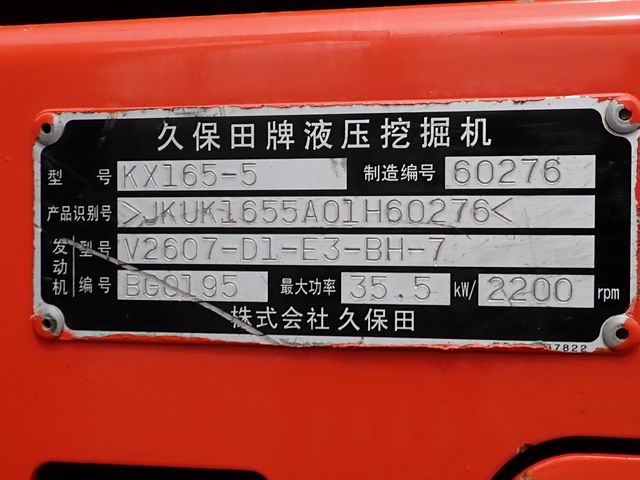 久保田牌液压挖掘机
型 号 KX165-5 制造编号 60276
产品识别号 >JKUK1655A01H60276<
发动机 型号 V2607-D1-E3-BH-7
编号 BG0195 最大功率 35.5 kW/ 2200 rpm
株式会社久保田
37822